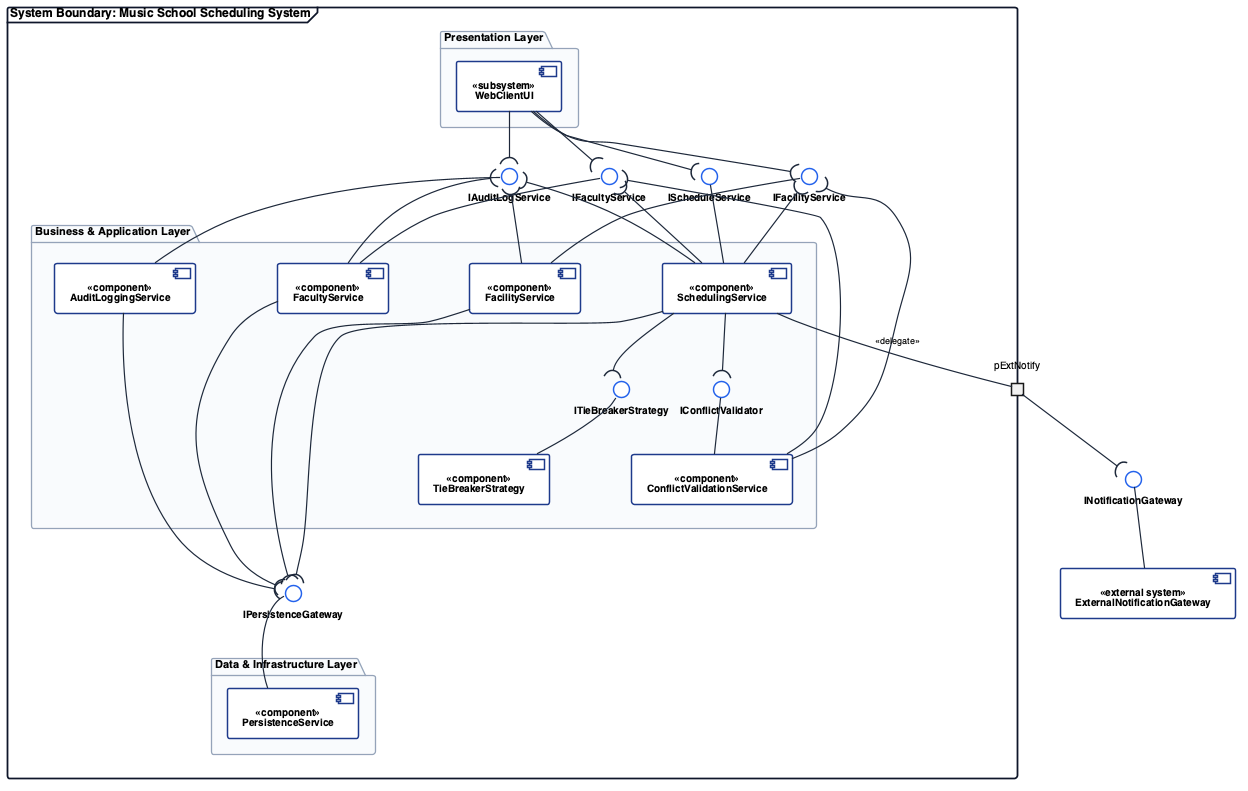 System Boundary: Music School Scheduling System
Presentation Layer
«subsystem»
WebClientUI
IAuditLogService
IFacultyService
IScheduleService
IFacilityService
Business & Application Layer
«component»
AuditLoggingService
«component»
FacultyService
«component»
FacilityService
«component»
SchedulingService
«delegate»
pExtNotify
ITieBreakerStrategy
IConflictValidator
«component»
TieBreakerStrategy
«component»
ConflictValidationService
INotificationGateway
«external system»
ExternalNotificationGateway
IPersistenceGateway
Data & Infrastructure Layer
«component»
PersistenceService